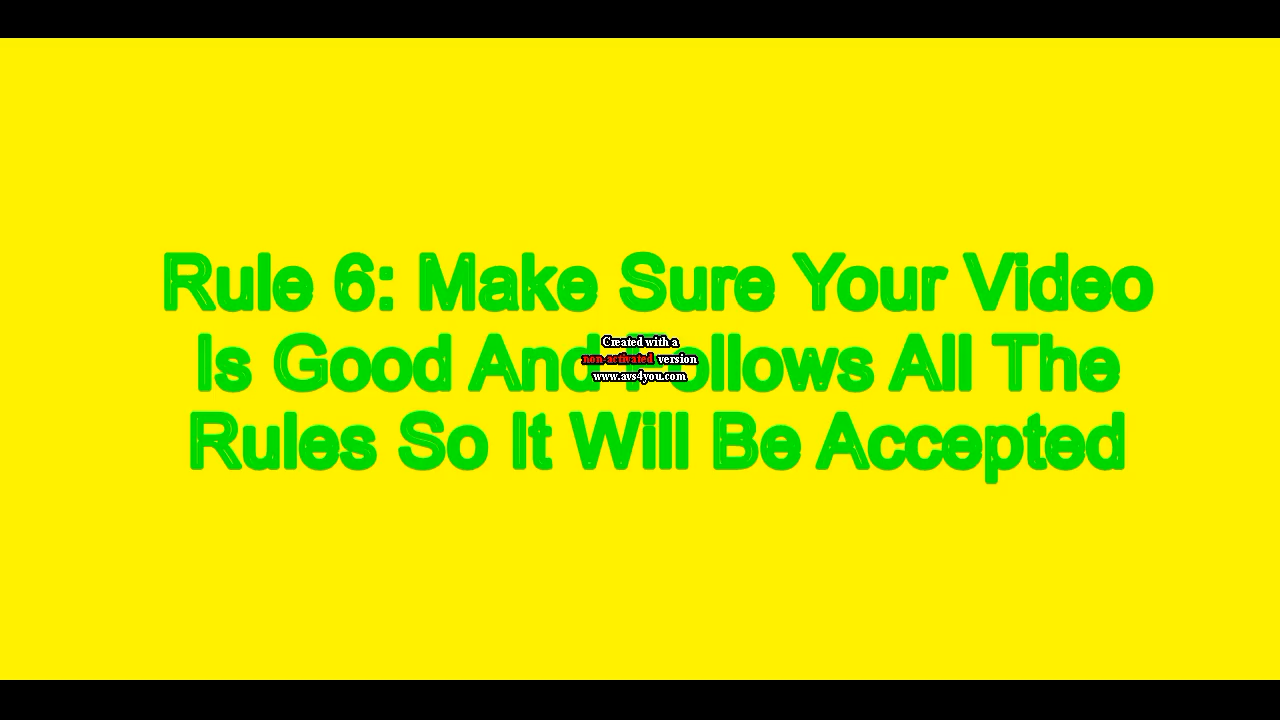 Rule 6: Make Sure Your Video
Is Good And Follows All The
Rules So It Will Be Accepted
Created with a
non-activated version
www.avs4you.com